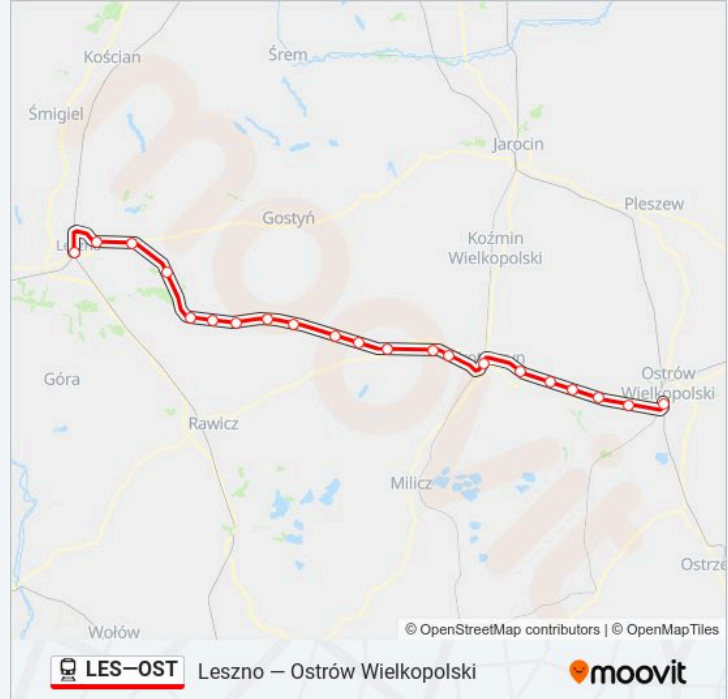 Kościan
Śrem
Śmigiel
Jarocin
Pleszew
Gostyń
Koźmin
Wielkopolski
Góra
Ostrów
Wielkopolski
Rawicz
Milicz
Ostrze
Wołów
© OpenStreetMap contributors | © OpenMapTiles
LES—OST Leszno — Ostrów Wielkopolski
moovit